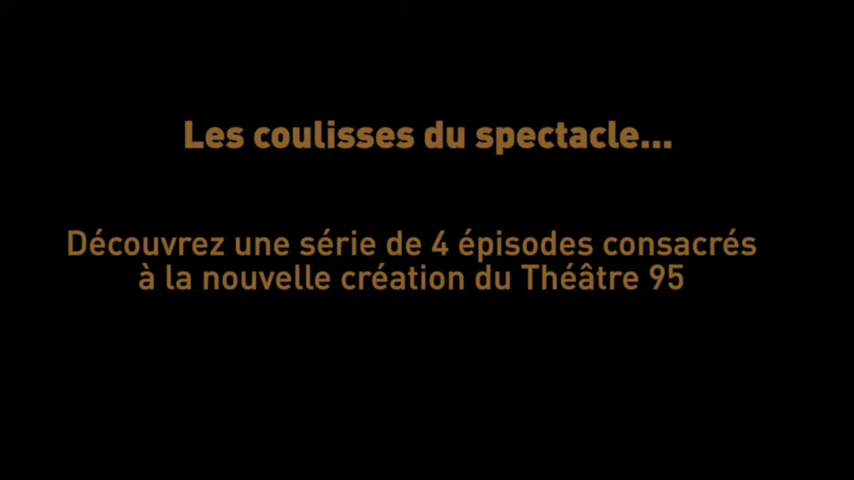 Les coulisses du spectacle...
Découvrez une série de 4 épisodes consacrés
à la nouvelle création du Théâtre 95